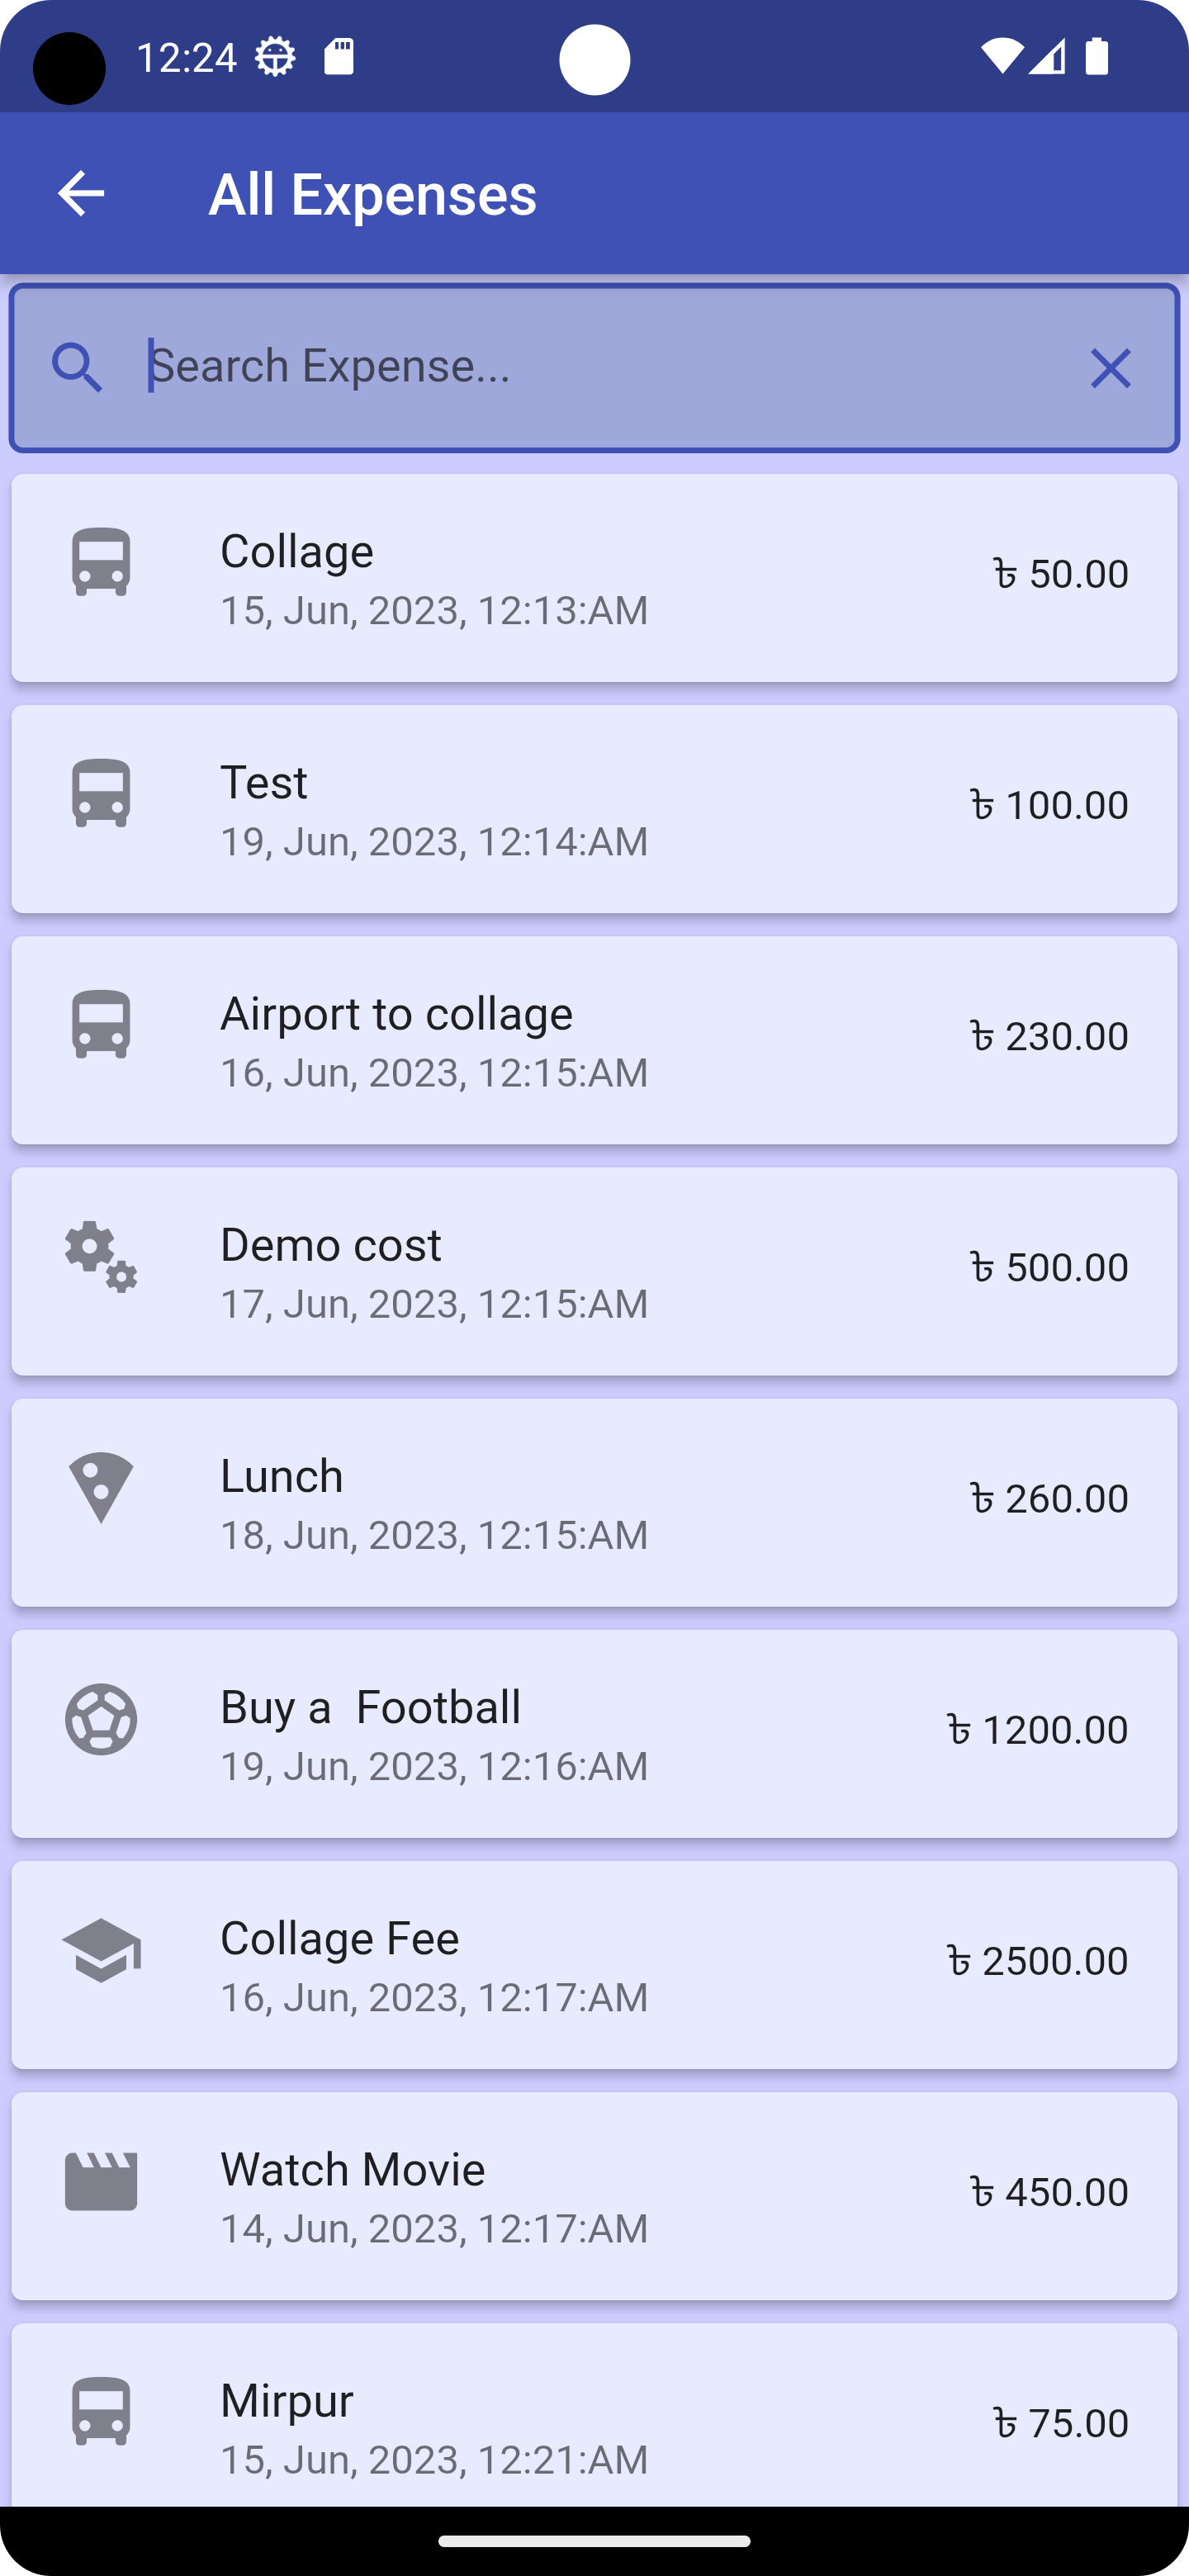 12:24
All Expenses
Search Expense...
Collage
৳ 50.00
15, Jun, 2023, 12:13:AM
Test
৳ 100.00
19, Jun, 2023, 12:14:AM
Airport to collage
৳ 230.00
16, Jun, 2023, 12:15:AM
Demo cost
৳ 500.00
17, Jun, 2023, 12:15:AM
Lunch
৳ 260.00
18, Jun, 2023, 12:15:AM
Buy a  Football
৳ 1200.00
19, Jun, 2023, 12:16:AM
Collage Fee
৳ 2500.00
16, Jun, 2023, 12:17:AM
Watch Movie
৳ 450.00
14, Jun, 2023, 12:17:AM
Mirpur
৳ 75.00
15, Jun, 2023, 12:21:AM